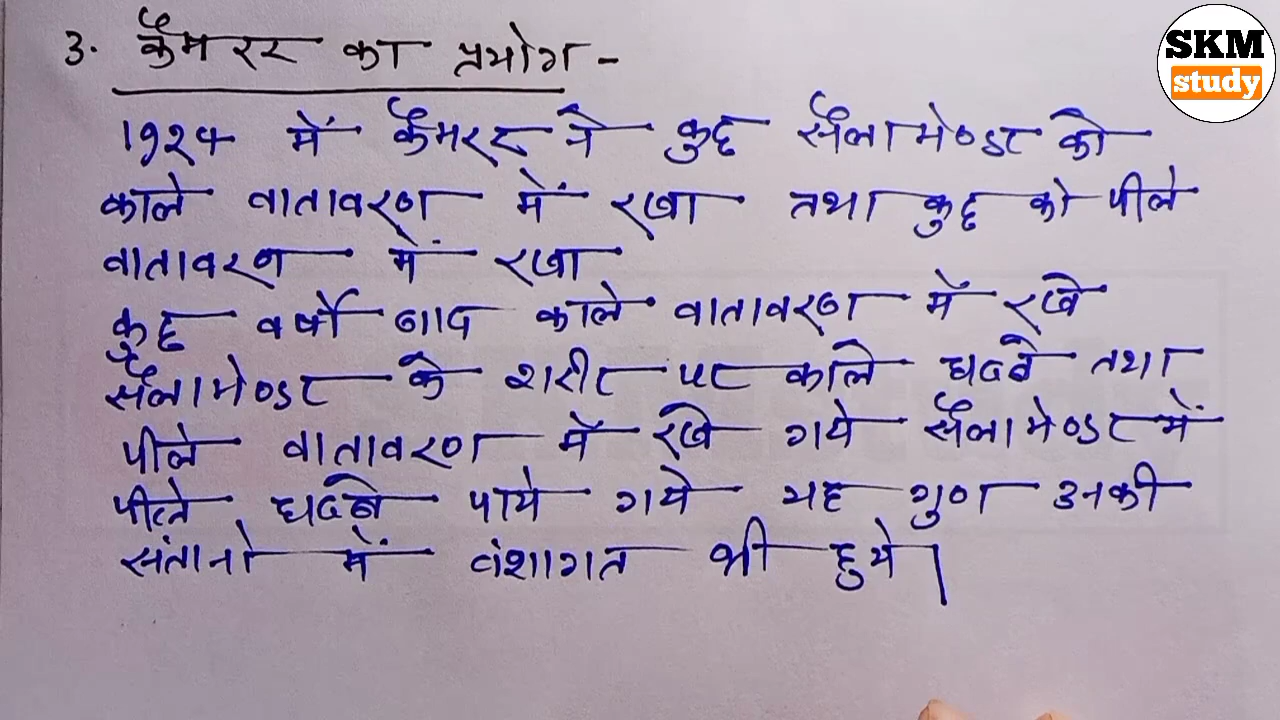 SKM
study
3. कैमरर का प्रयोग -
1924 में कैमरर ने कुछ सैलामेण्डर को
काले वातावरण में रखा तथा कुछ को पीले
वातावरण में रखा
कुछ वर्षो बाद काले वातावरण में रखे
सैलामेण्डर के शरीर पर काले धब्बे तथा
पीले वातावरण में रखे गये सैलामेण्डर में
पीले धब्बे पाये गये यह गुण उनकी
संतानो में वंशागत भी हुये।